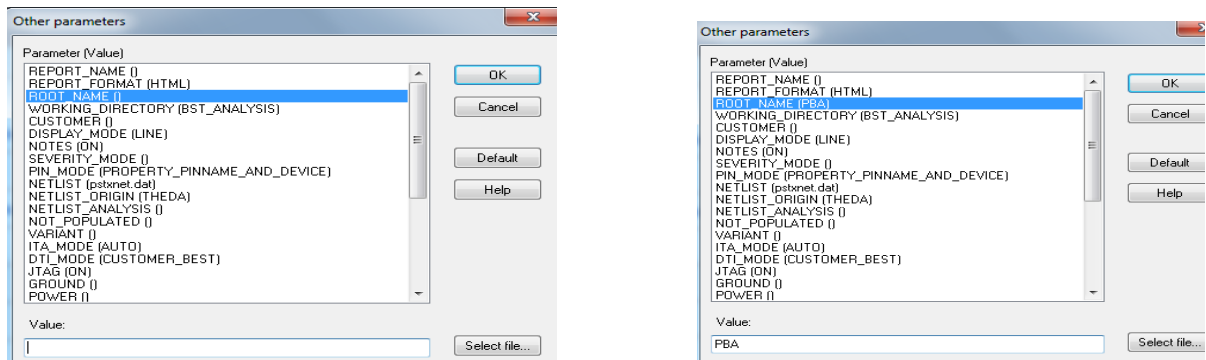 Other parameters
Parameter (Value)
REPORT_NAME ()
REPORT_FORMAT (HTML)
ROOT_NAME ()
WORKING_DIRECTORY (BST_ANALYSIS)
CUSTOMER ()
DISPLAY_MODE (LINE)
NOTES (ON)
SEVERITY_MODE ()
PIN_MODE (PROPERTY_PINNAME_AND_DEVICE)
NETLIST (pstxnet.dat)
NETLIST_ORIGIN (THEDA)
NETLIST_ANALYSIS ()
NOT_POPULATED ()
VARIANT ()
ITA_MODE (AUTO)
DTI_MODE (CUSTOMER_BEST)
JTAG (ON)
GROUND ()
POWER ()
OK
Cancel
Default
Help
Value:
Select file...
Other parameters
Parameter (Value)
REPORT_NAME ()
REPORT_FORMAT (HTML)
ROOT_NAME (PBA)
WORKING_DIRECTORY (BST_ANALYSIS)
CUSTOMER ()
DISPLAY_MODE (LINE)
NOTES (ON)
SEVERITY_MODE ()
PIN_MODE (PROPERTY_PINNAME_AND_DEVICE)
NETLIST (pstxnet.dat)
NETLIST_ORIGIN (THEDA)
NETLIST_ANALYSIS ()
NOT_POPULATED ()
VARIANT ()
ITA_MODE (AUTO)
DTI_MODE (CUSTOMER_BEST)
JTAG (ON)
GROUND ()
POWER ()
OK
Cancel
Default
Help
Value:
PBA
Select file...